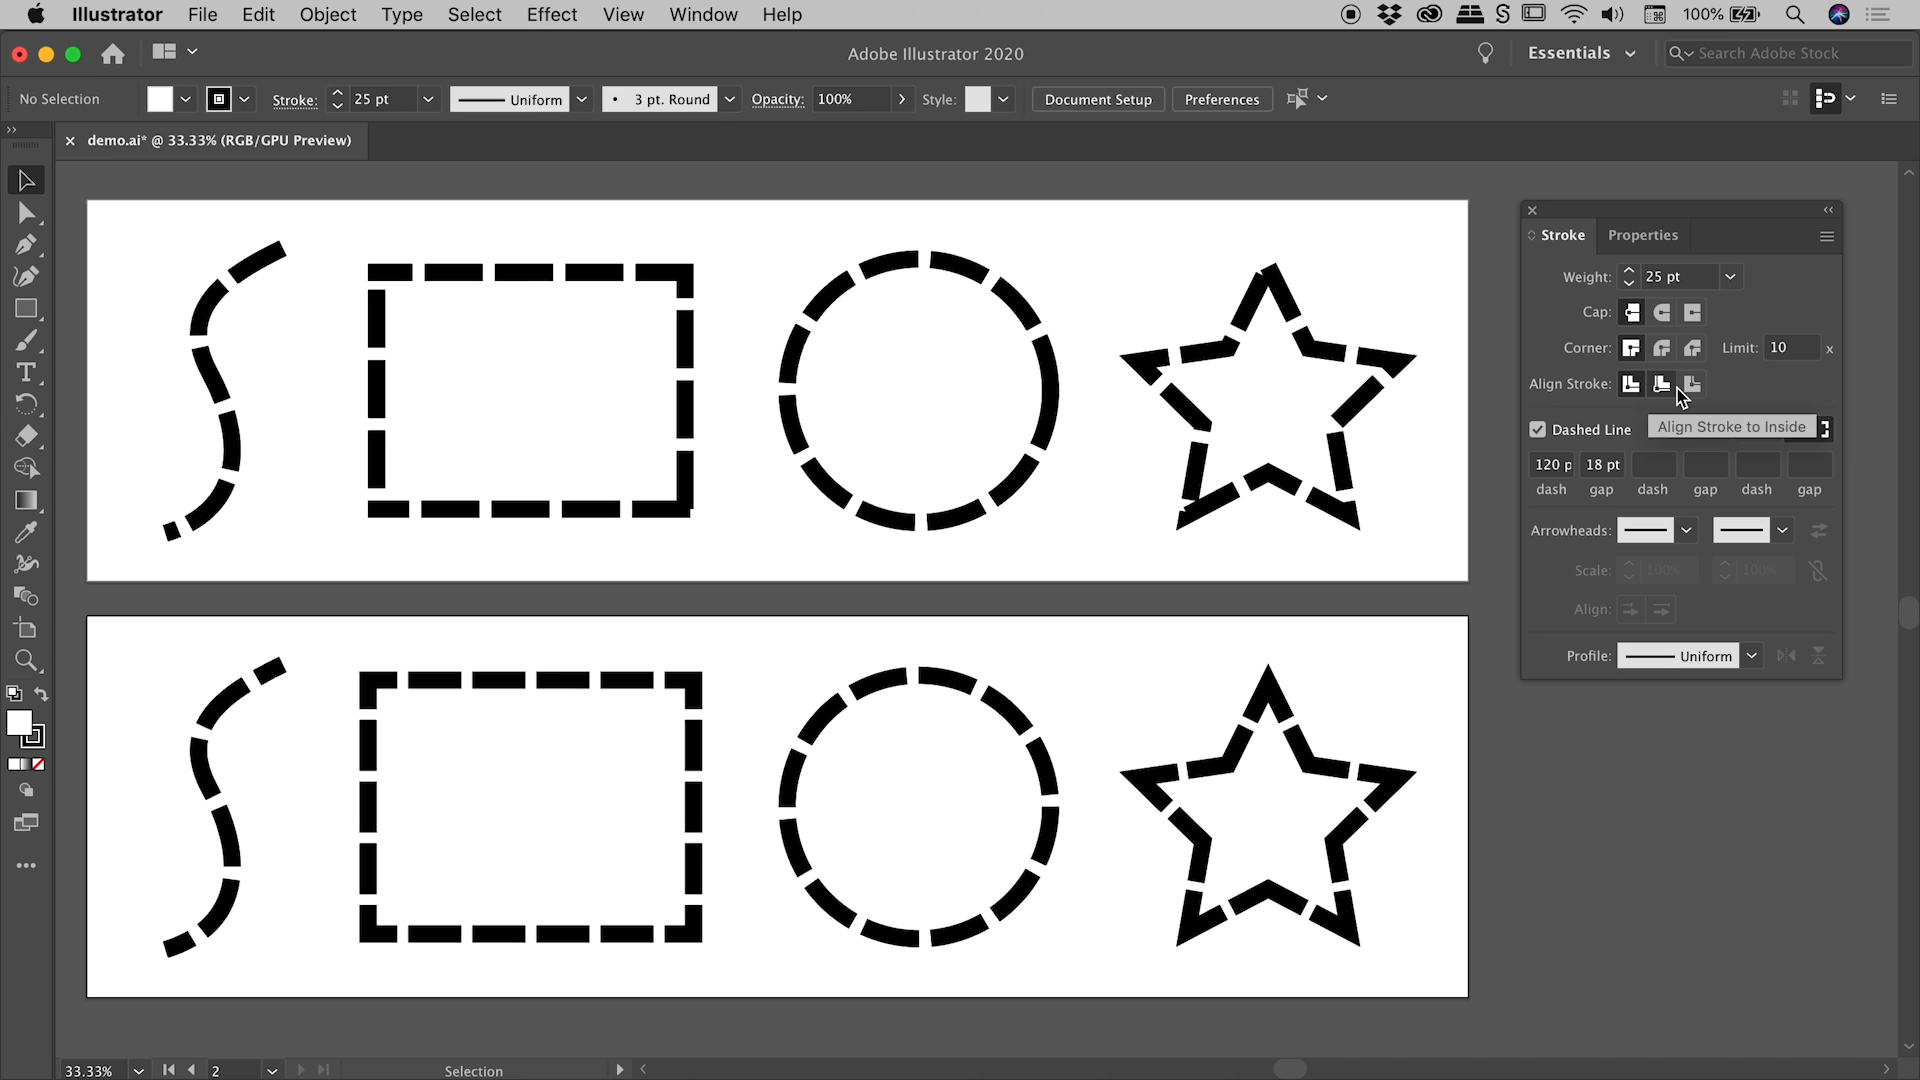 Illustrator File Edit Object Type Select Effect View Window Help 100%
Adobe Illustrator 2020 Essentials Search Adobe Stock
No Selection Stroke: 25 pt Uniform 3 pt. Round Opacity: 100% Style: Document Setup Preferences
demo.ai* @ 33.33% (RGB/GPU Preview)
Stroke Properties
Weight: 25 pt
Cap:
Corner: Limit: 10 x
Align Stroke:
Align Stroke to Inside
Dashed Line
120 p 18 pt
dash gap dash gap dash gap
Arrowheads:
Scale: 100% 100%
Align:
Profile: Uniform
33.33% 2 Selection